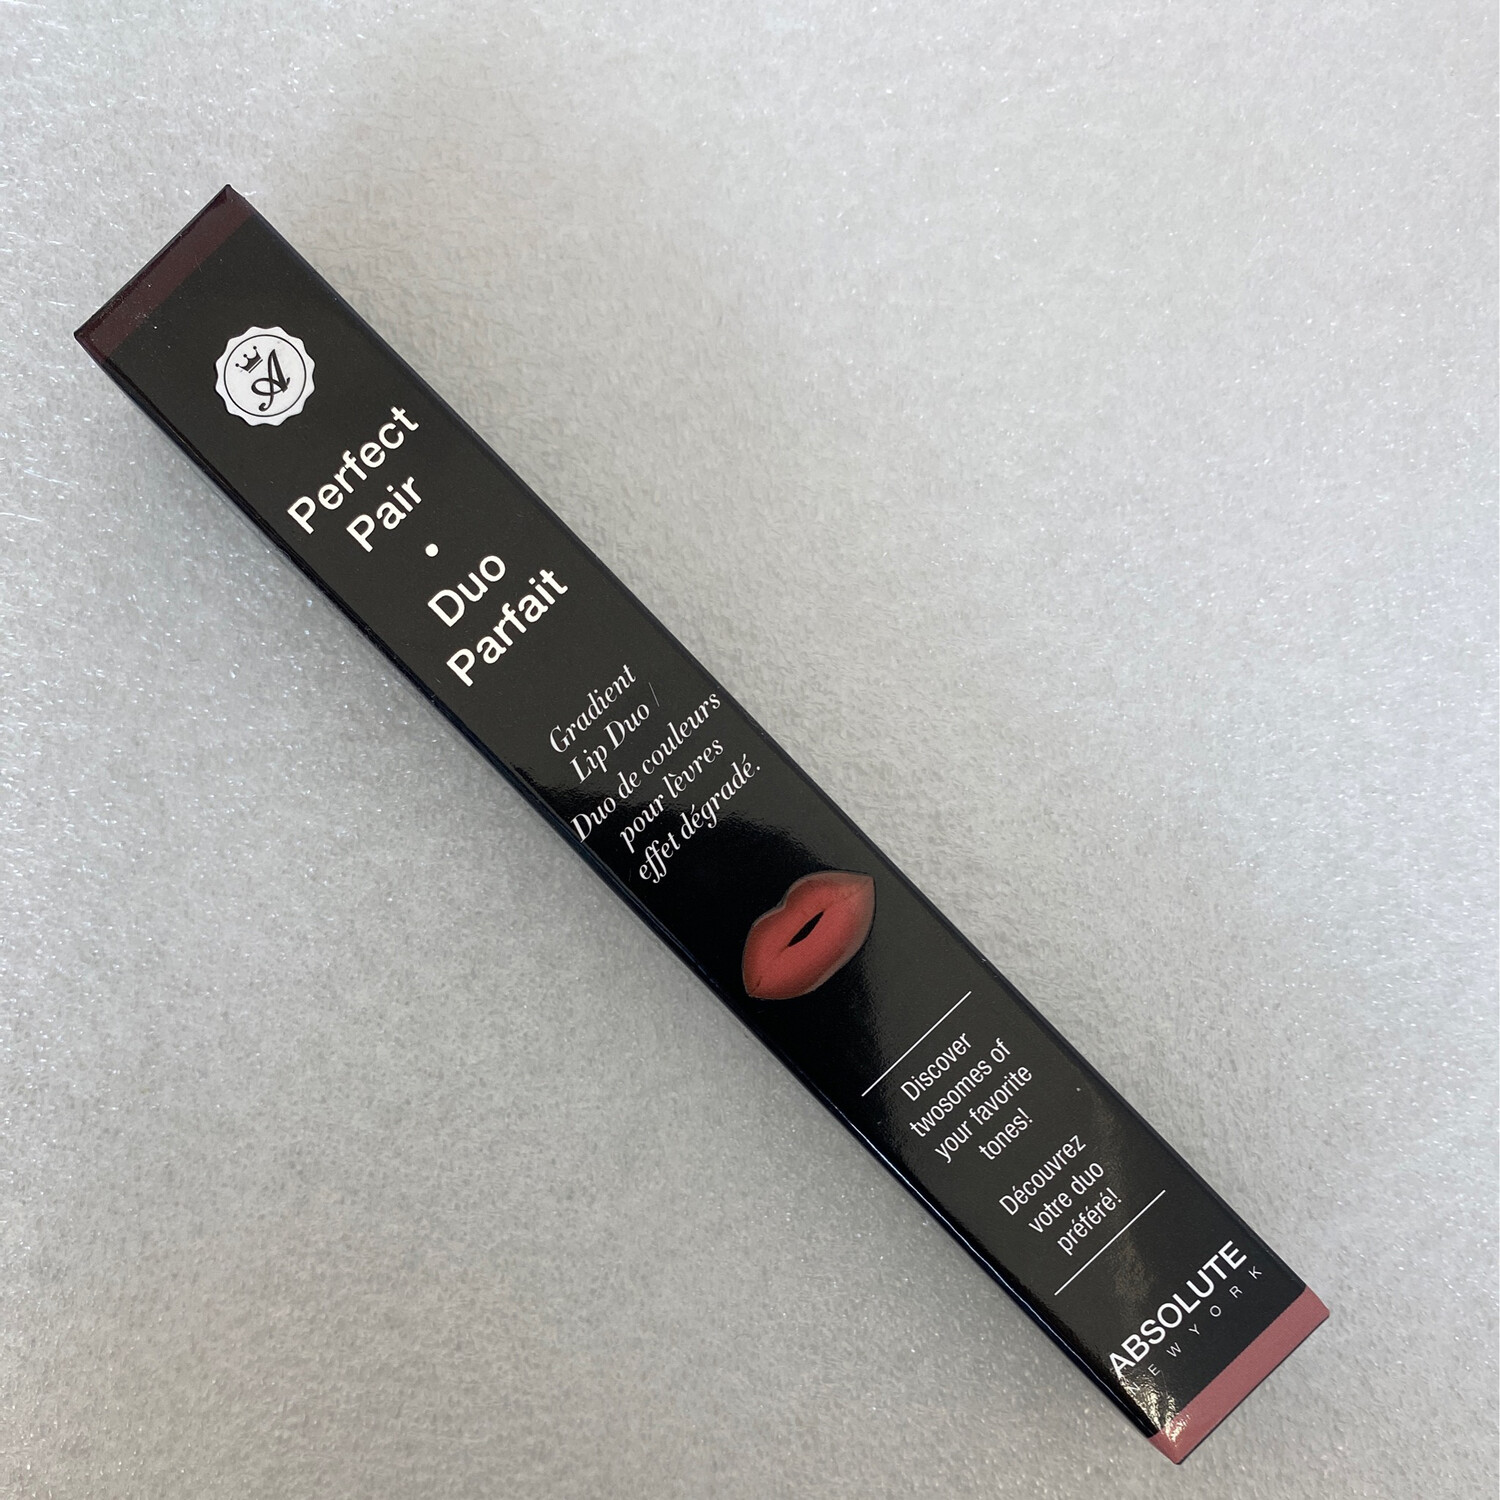 A
Perfect
Pair
•
Duo
Parfait
Gradient
Lip Duo /
Duo de couleurs
pour lèvres
effet dégradé.
Discover
twosomes of
your favorite
tones!
Découvrez
votre duo
préféré!
ABSOLUTE
NEW YORK